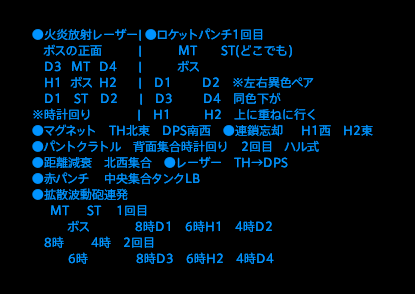 ●火炎放射レーザー| ●ロケットパンチ1回目
ボスの正面 | MT ST(どこでも)
D3 MT D4 | ボス
H1 ボス H2 | D1 D2 ※左右異色ペア
D1 ST D2 | D3 D4 同色下が
※時計回り | H1 H2 上に重ねに行く
●マグネット TH北東 DPS南西 ●連鎖忘却 H1西 H2東
●パントクラトル 背面集合時計回り 2回目 ハル式
●距離減衰 北西集合 ●レーザー TH→DPS
●赤パンチ 中央集合タンクLB
●拡散波動砲連発
MT ST 1回目
ボス 8時D1 6時H1 4時D2
8時 4時 2回目
6時 8時D3 6時H2 4時D4